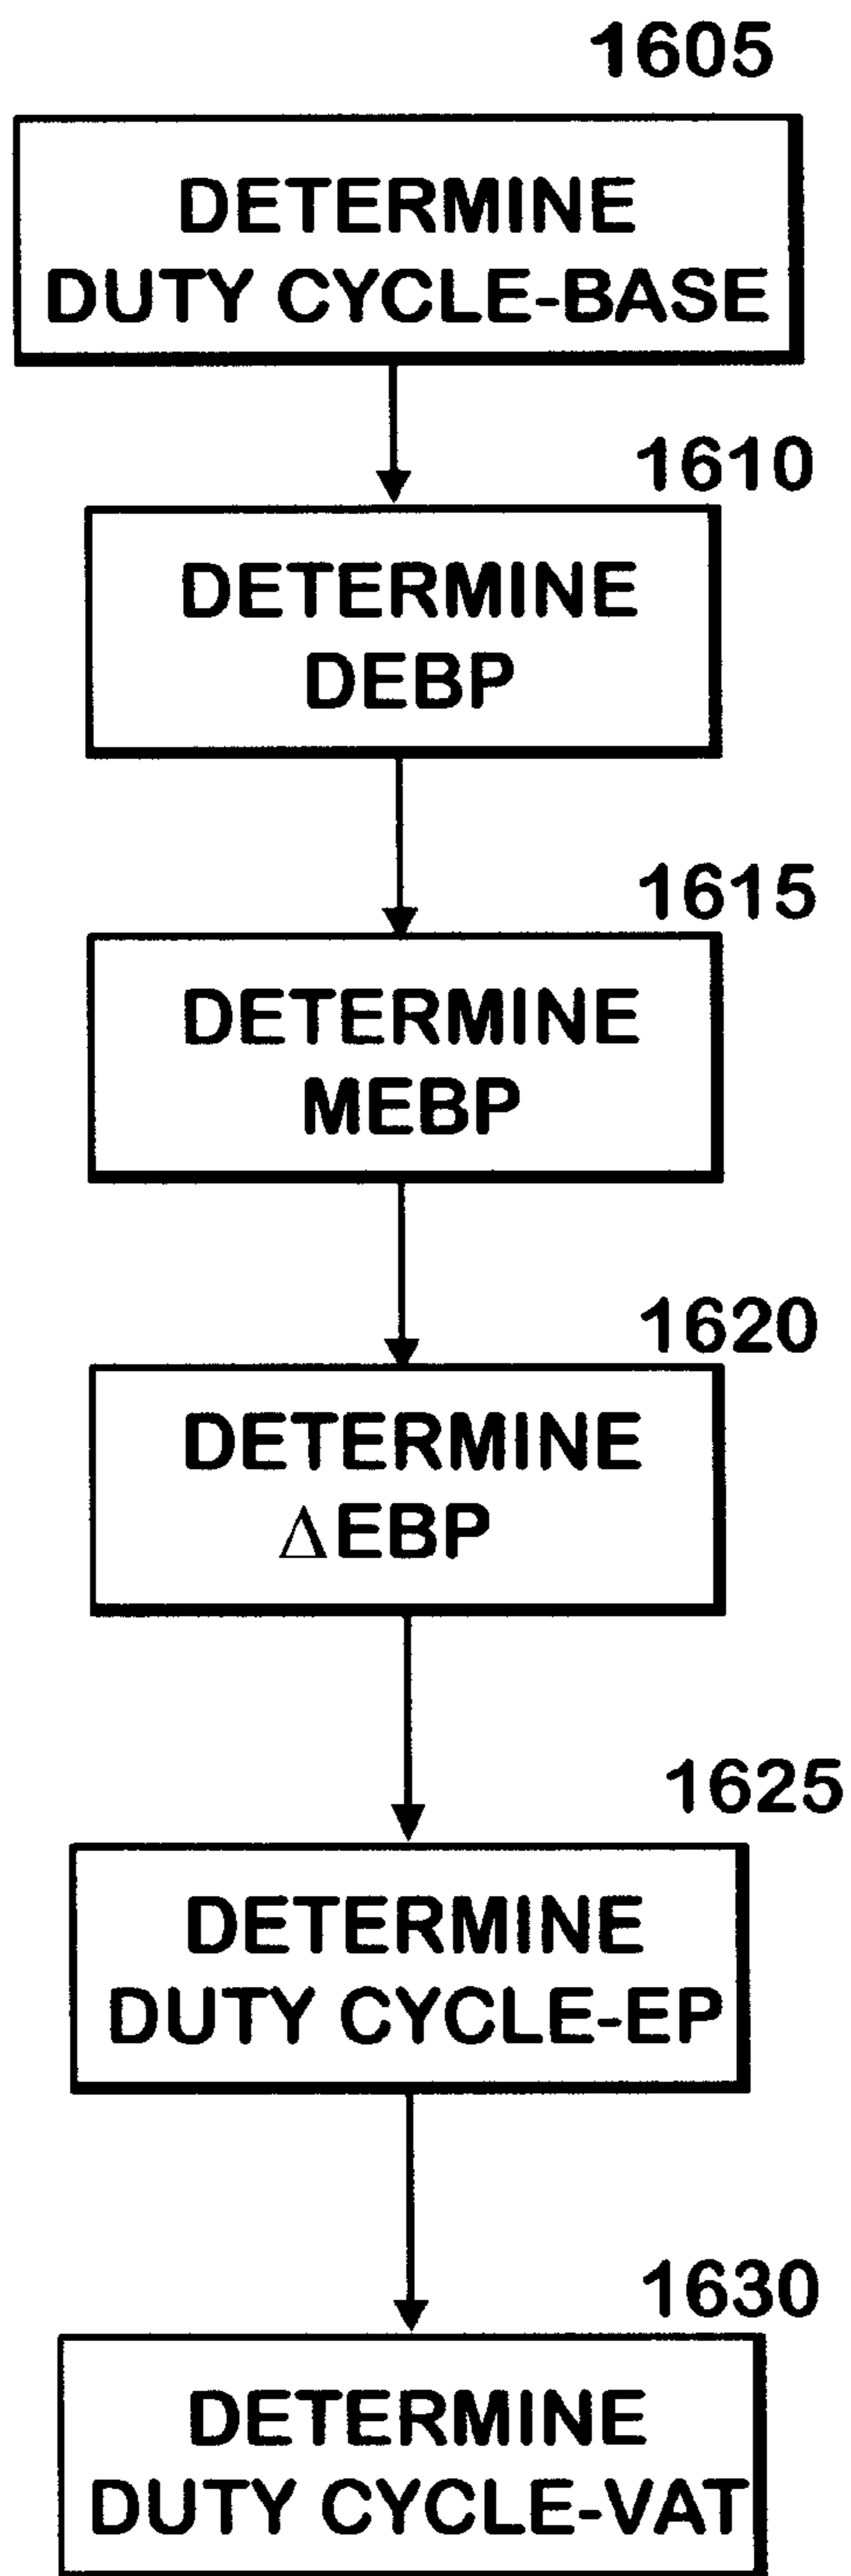 1605
DETERMINE
DUTY CYCLE-BASE
1610
DETERMINE
DEBP
1615
DETERMINE
MEBP
1620
DETERMINE
ΔEBP
1625
DETERMINE
DUTY CYCLE-EP
1630
DETERMINE
DUTY CYCLE-VAT